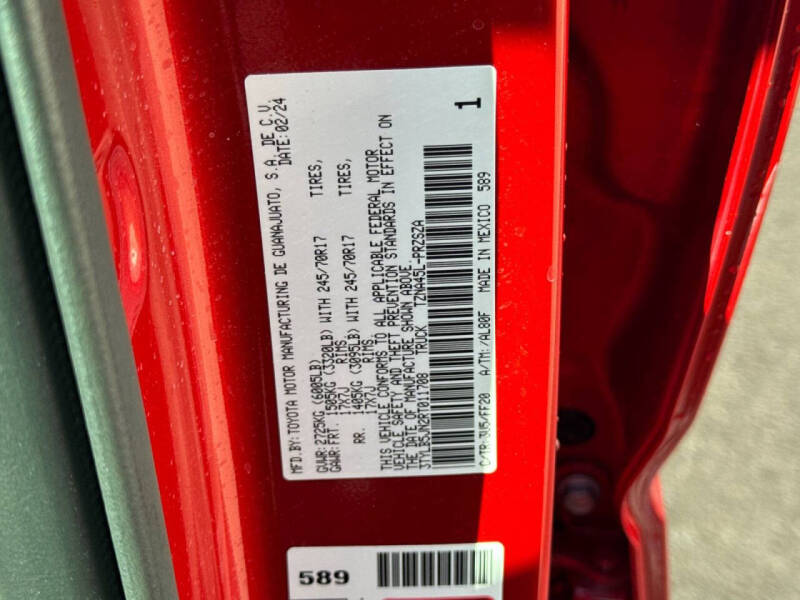 MFD.BY:TOYOTA MOTOR MANUFACTURING DE GUANAJUATO, S.A. DE C.V.
DATE:02/24
GVWR:2725KG (6005LB)
GAWR:FRT. 1505KG (3320LB) WITH 245/70R17 TIRES,
17X7J RIMS,
RR. 1405KG (3095LB) WITH 245/70R17 TIRES,
17X7J RIMS,
THIS VEHICLE CONFORMS TO ALL APPLICABLE FEDERAL MOTOR
VEHICLE SAFETY AND THEFT PREVENTION STANDARDS IN EFFECT ON
THE DATE OF MANUFACTURE SHOWN ABOVE.
3TYLB5JN2RT011708 TRUCK TZNAA5L-PRZSZA
1
C/TR:3U5/FF20 A/TM:/AL80F MADE IN MEXICO 589
589